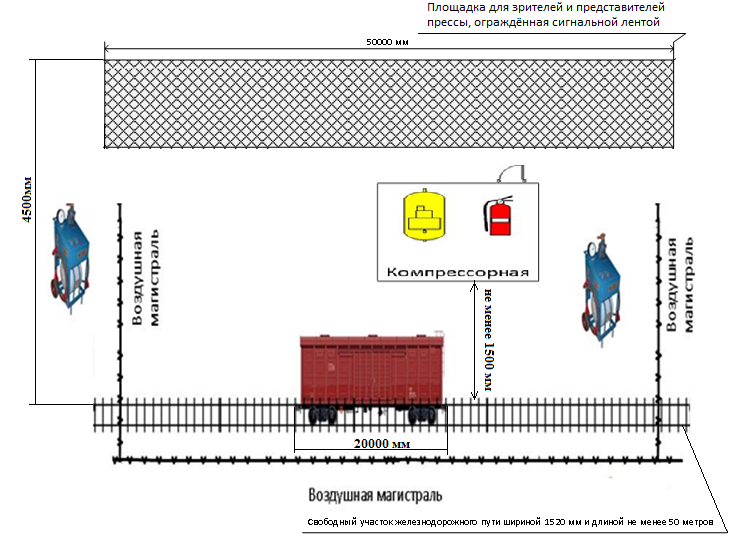 Площадка для зрителей и представителей
прессы, ограждённая сигнальной лентой
50000 мм
4500мм
Воздушная
магистраль
Компрессорная
не менее 1500 мм
Воздушная
магистраль
20000 мм
Воздушная магистраль
Свободный участок железнодорожного пути шириной 1520 мм и длиной не менее 50 метров